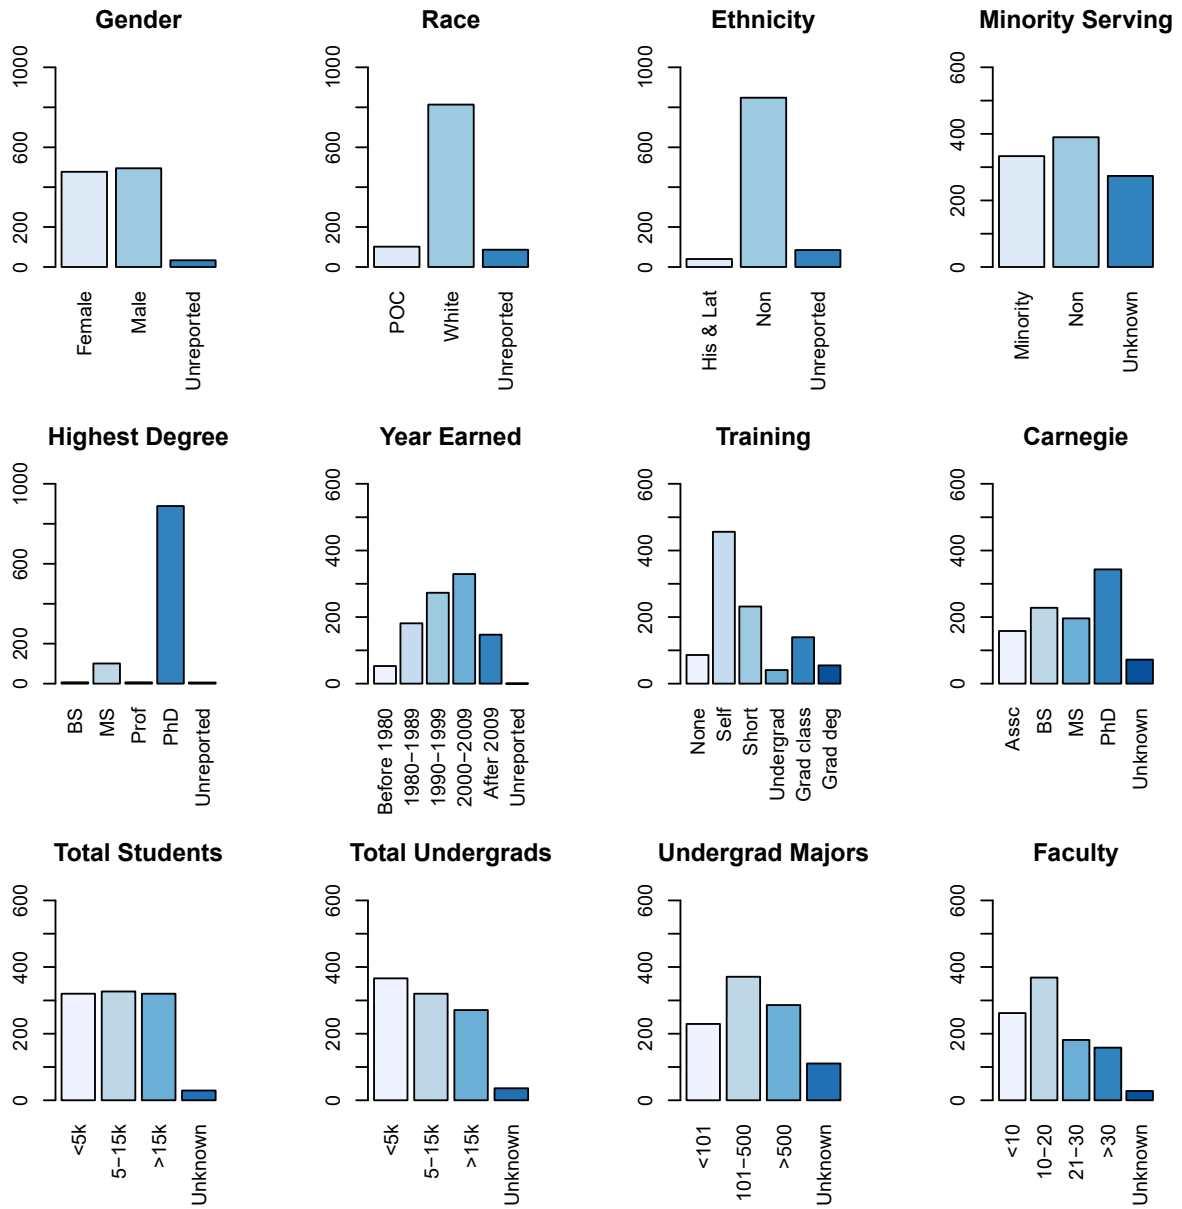 Gender
Race
Ethnicity
Minority Serving
0 200 600 1000
Female
Male
Unreported
0 200 600 1000
POC
White
Unreported
0 200 600 1000
His & Lat
Non
Unreported
0 200 400 600
Minority
Non
Unknown
Highest Degree
Year Earned
Training
Carnegie
0 200 600 1000
BS
MS
Prof
PhD
Unreported
0 200 400 600
Before 1980
1980−1989
1990−1999
2000−2009
After 2009
Unreported
0 200 400 600
None
Self
Short
Undergrad
Grad class
Grad deg
0 200 400 600
Assc
BS
MS
PhD
Unknown
Total Students
Total Undergrads
Undergrad Majors
Faculty
0 200 400 600
<5k
5−15k
>15k
Unknown
0 200 400 600
<5k
5−15k
>15k
Unknown
0 200 400 600
<101
101−500
>500
Unknown
0 200 400 600
<10
10−20
21−30
>30
Unknown